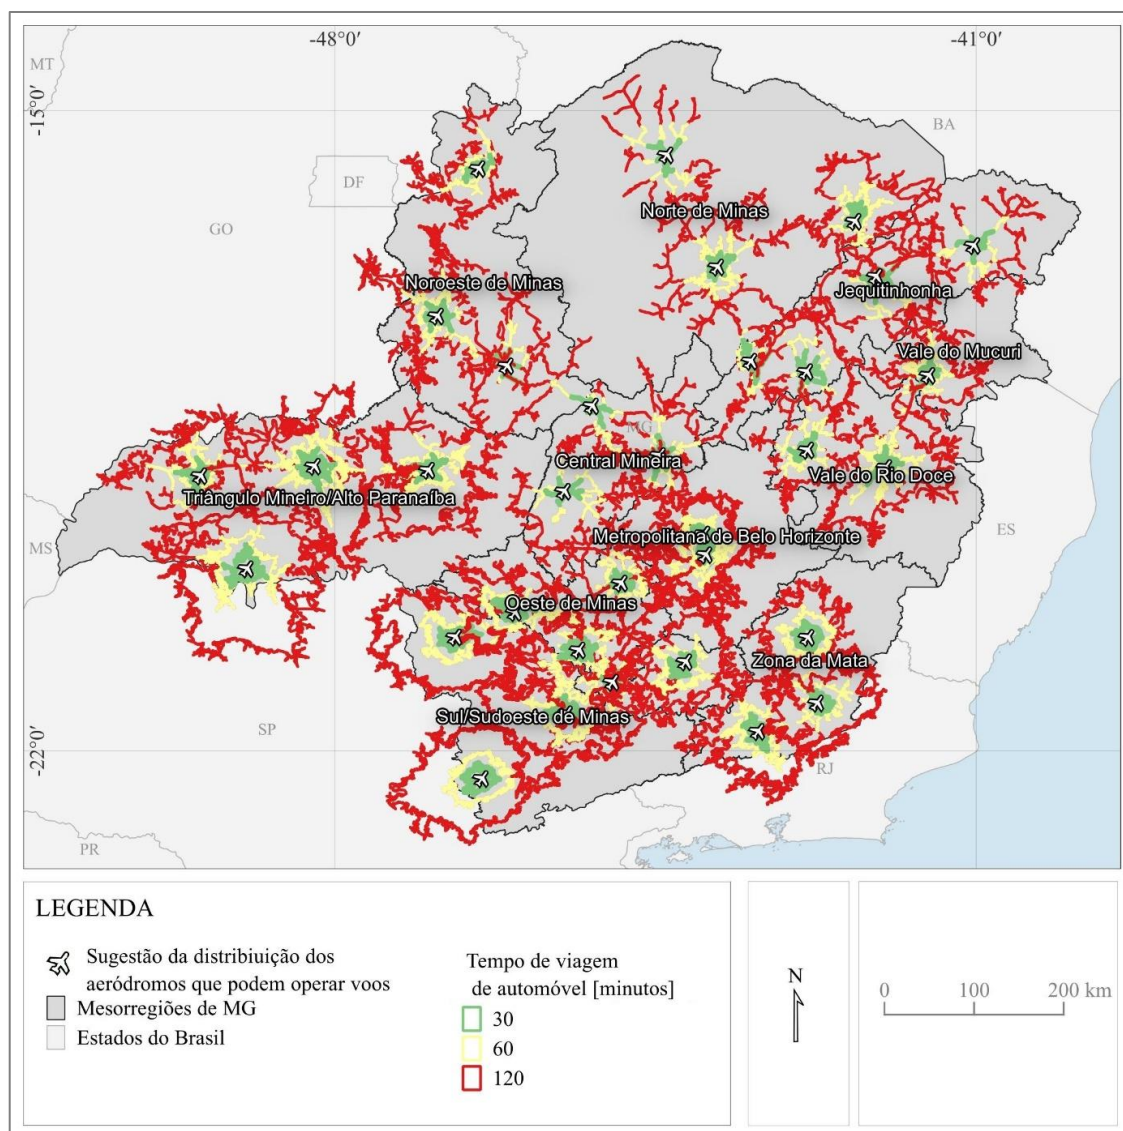 -48°0′
-41°0′
MT
-15°0′
BA
DF
Norte de Minas
GO
Noroeste de Minas
Jequitinhonha
Vale do Mucuri
MG
Central Mineira
Vale do Rio Doce
Triângulo Mineiro/Alto Paranaíba
ES
Metropolitana de Belo Horizonte
MS
Oeste de Minas
Zona da Mata
Sul/Sudoeste de Minas
SP
-22°0′
RJ
PR
LEGENDA
Sugestão da distribiuição dos
aeródromos que podem operar voos
Mesorregiões de MG
Estados do Brasil
Tempo de viagem
de automóvel [minutos]
30
60
120
N
0 100 200 km